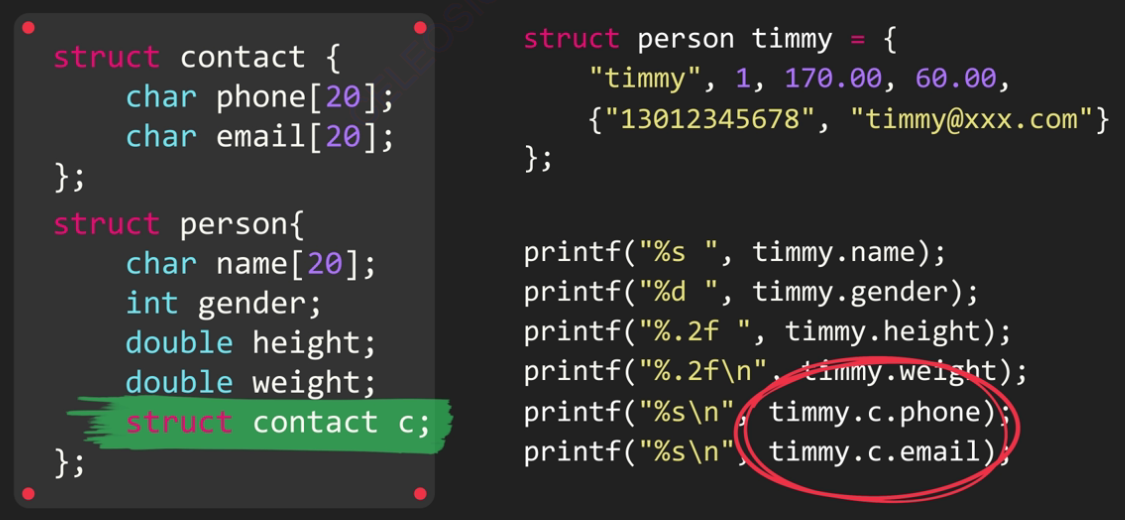 struct contact {
    char phone[20];
    char email[20];
};
struct person{
    char name[20];
    int gender;
    double height;
    double weight;
    struct contact c;
};
struct person timmy = {
    "timmy", 1, 170.00, 60.00,
    {"13012345678", "timmy@xxx.com"}
};
printf("%s ", timmy.name);
printf("%d ", timmy.gender);
printf("%.2f ", timmy.height);
printf("%.2f\n", timmy.weight);
printf("%s\n", timmy.c.phone);
printf("%s\n", timmy.c.email);